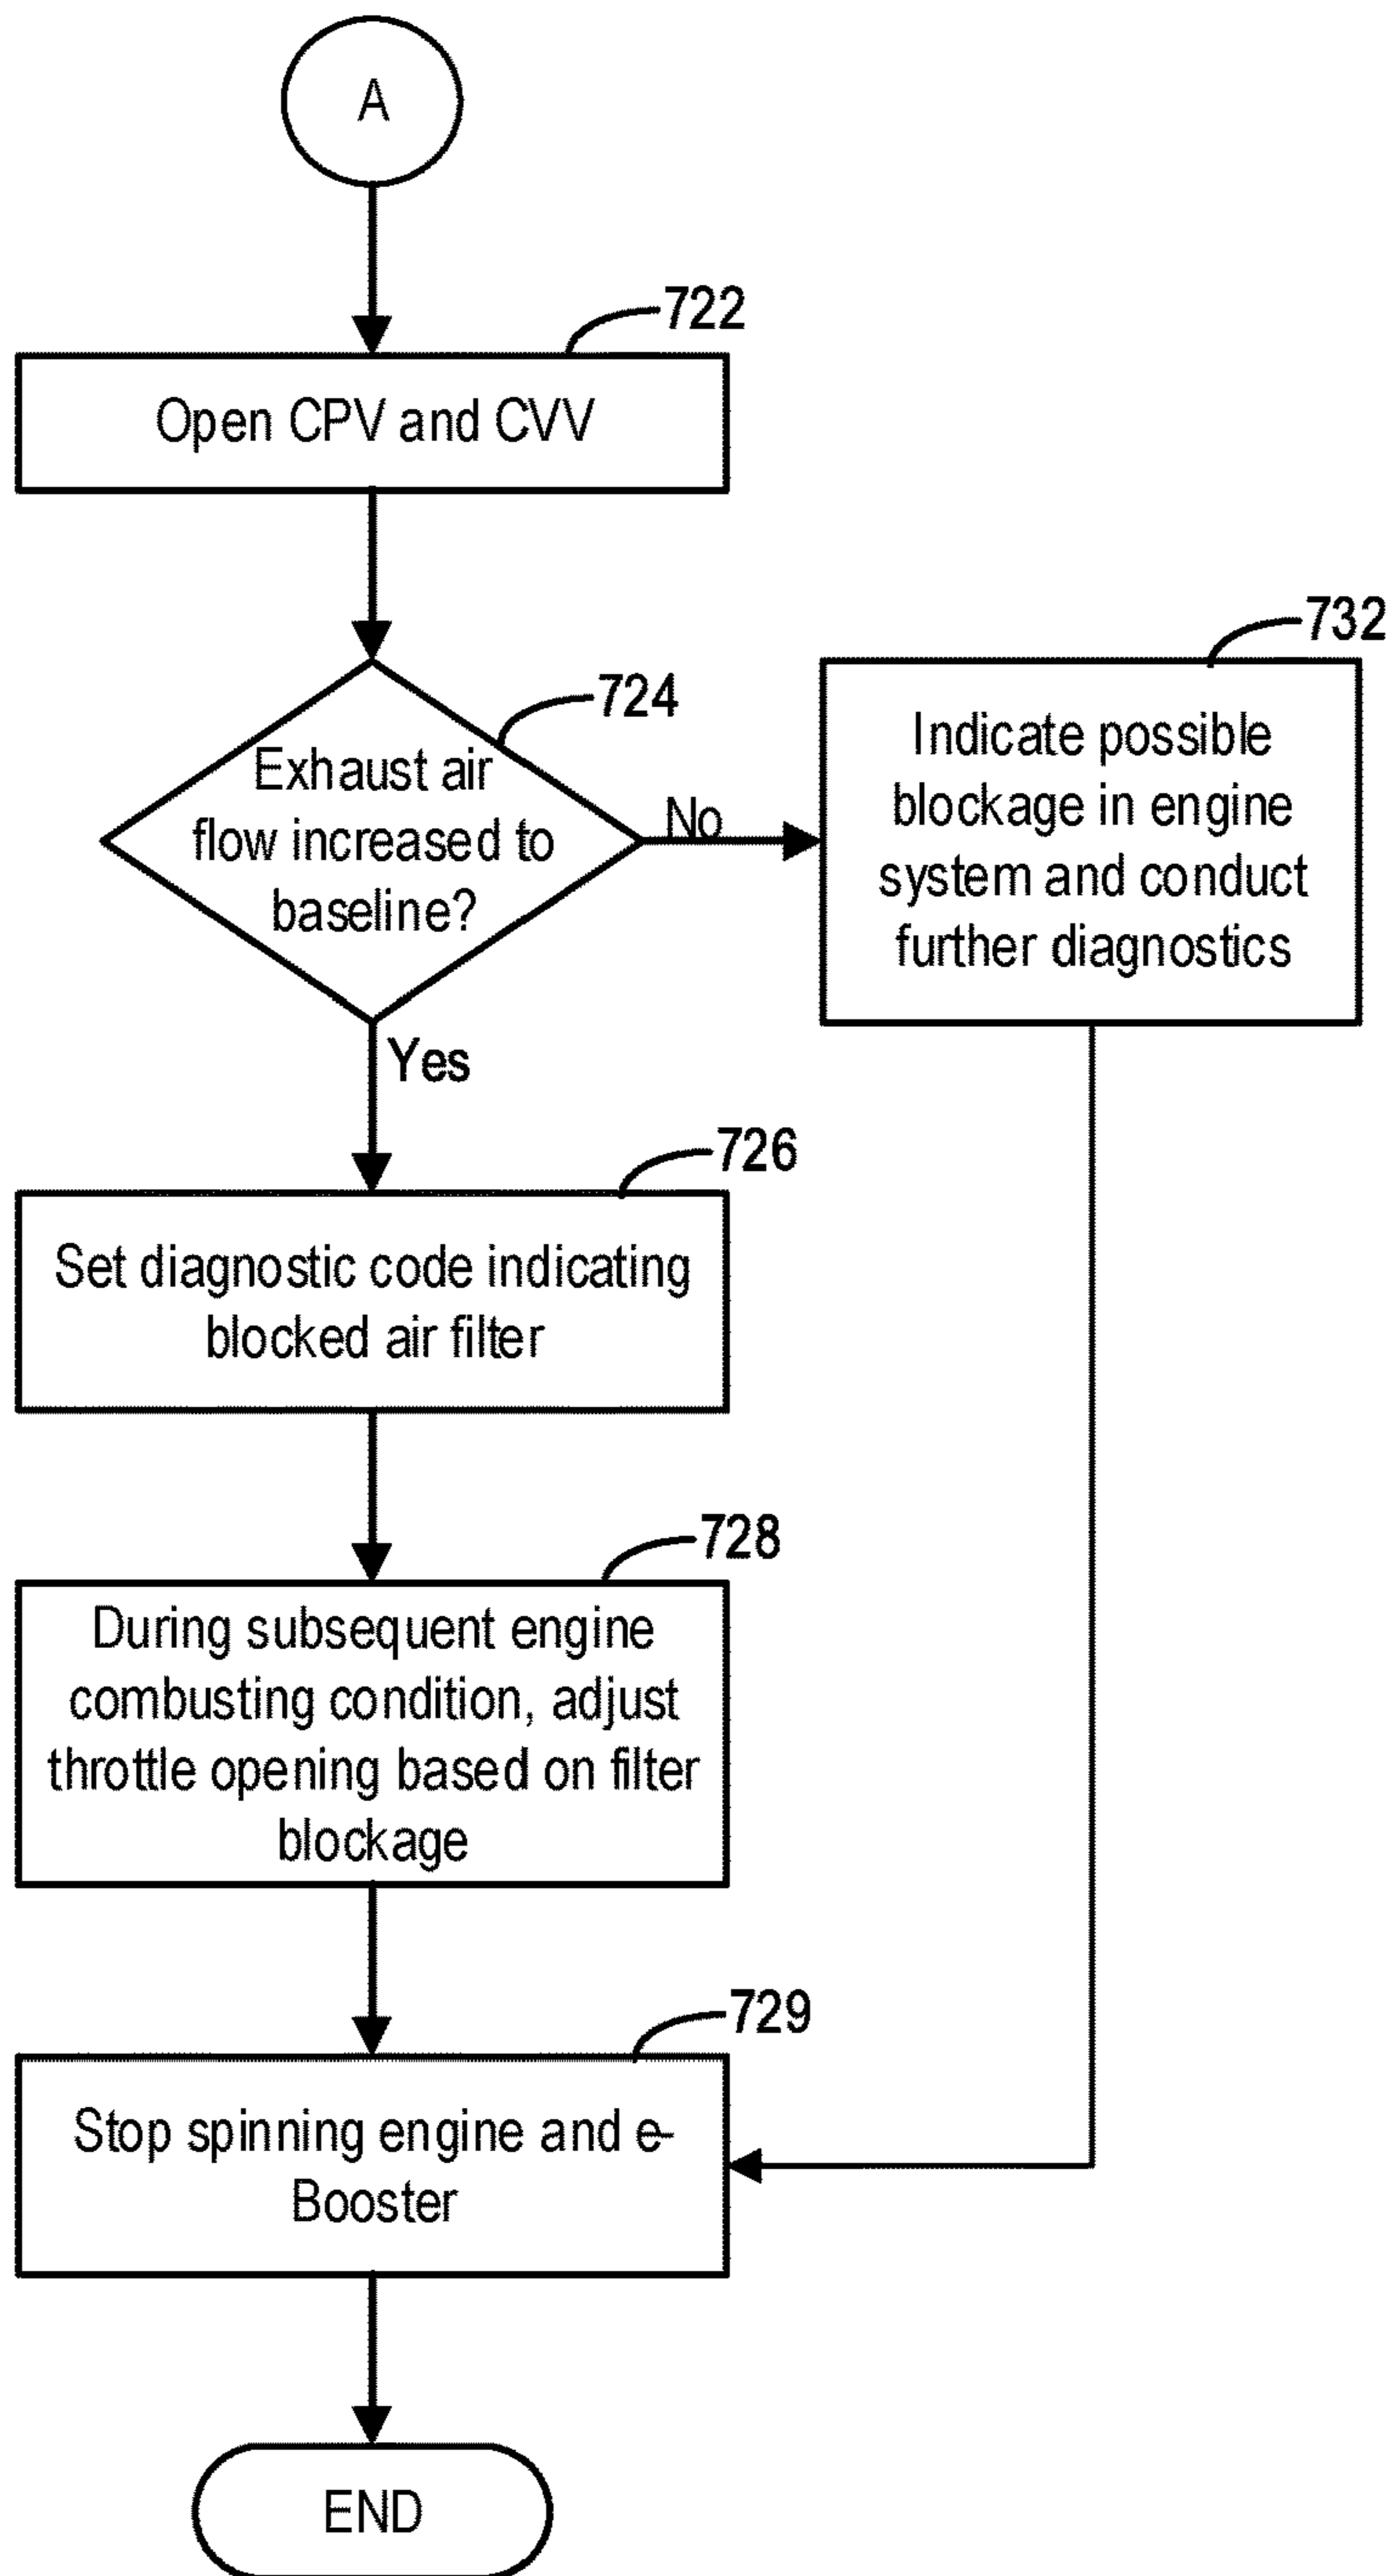 A
722
Open CPV and CVV
732
724
Exhaust air
flow increased to
baseline?
No
Indicate possible
blockage in engine
system and conduct
further diagnostics
Yes
726
Set diagnostic code indicating
blocked air filter
728
During subsequent engine
combusting condition, adjust
throttle opening based on filter
blockage
729
Stop spinning engine and e-
Booster
END